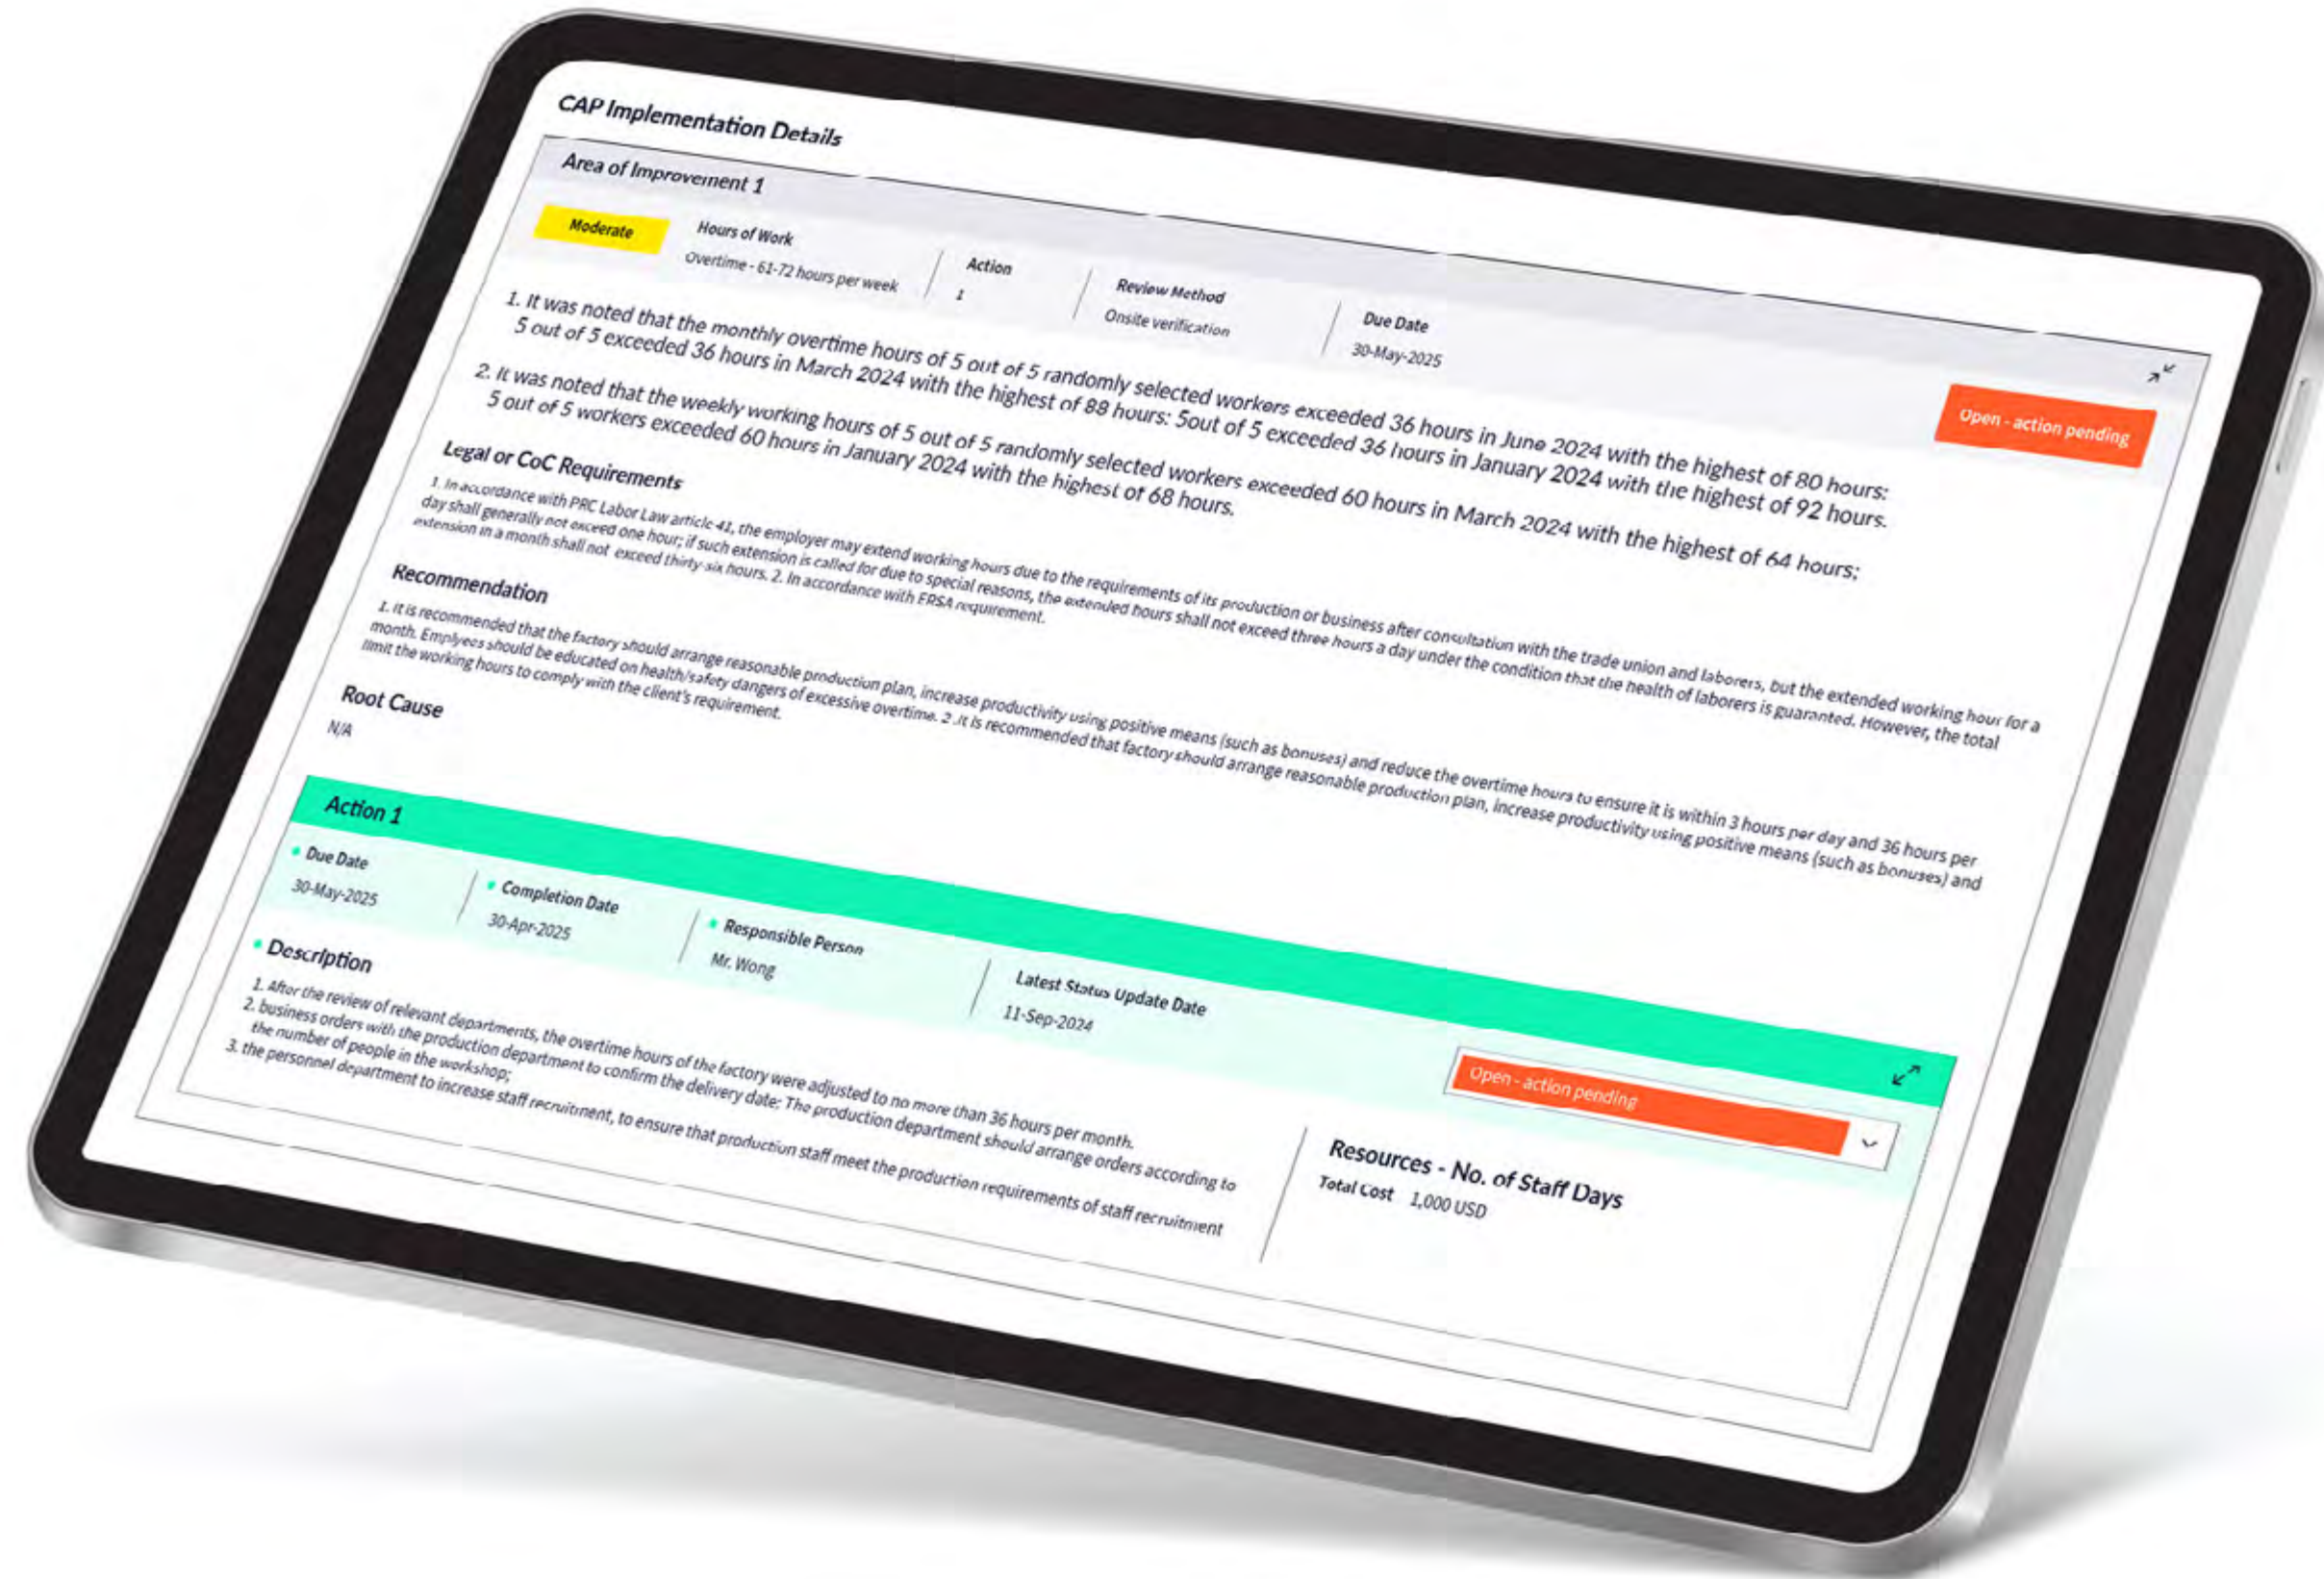 CAP Implementation Details
Area of Improvement 1
Moderate
Hours of Work
Overtime - 61-72 hours per week
Action
1
Review Method
Onsite verification
Due Date
30-May-2025
Open - action pending
1. It was noted that the monthly overtime hours of 5 out of 5 randomly selected workers exceeded 36 hours in June 2024 with the highest of 80 hours:
5 out of 5 exceeded 36 hours in March 2024 with the highest of 88 hours: 5out of 5 exceeded 36 hours in January 2024 with the highest of 92 hours.
2. It was noted that the weekly working hours of 5 out of 5 randomly selected workers exceeded 60 hours in March 2024 with the highest of 64 hours;
5 out of 5 workers exceeded 60 hours in January 2024 with the highest of 68 hours.
Legal or CoC Requirements
1. In accordance with PRC Labor Law article 41, the employer may extend working hours due to the requirements of its production or business after consultation with the trade union and laborers, but the extended working hour for a
day shall generally not exceed one hour; if such extension is called for due to special reasons, the extended hours shall not exceed three hours a day under the condition that the health of laborers is guaranted. However, the total
extension in a month shall not exceed thirty-six hours. 2. In accordance with ERSA requirement.
Recommendation
1. It is recommended that the factory should arrange reasonable production plan, increase productivity using positive means (such as bonuses) and reduce the overtime hours to ensure it is within 3 hours per day and 36 hours per
month. Emplyees should be educated on health/safety dangers of excessive overtime. 2 .It is recommended that factory should arrange reasonable production plan, increase productivity using positive means (such as bonuses) and
limit the working hours to comply with the client's requirement.
Root Cause
N/A
Action 1
Due Date
30-May-2025
Completion Date
30-Apr-2025
Responsible Person
Mr. Wong
Latest Status Update Date
11-Sep-2024
Open - action pending
Description
1. After the review of relevant departments, the overtime hours of the factory were adjusted to no more than 36 hours per month.
2. business orders with the production department to confirm the delivery date; The production department should arrange orders according to
the number of people in the workshop;
3. the personnel department to increase staff recruitment, to ensure that production staff meet the production requirements of staff recruitment
Resources - No. of Staff Days
Total Cost 1,000 USD